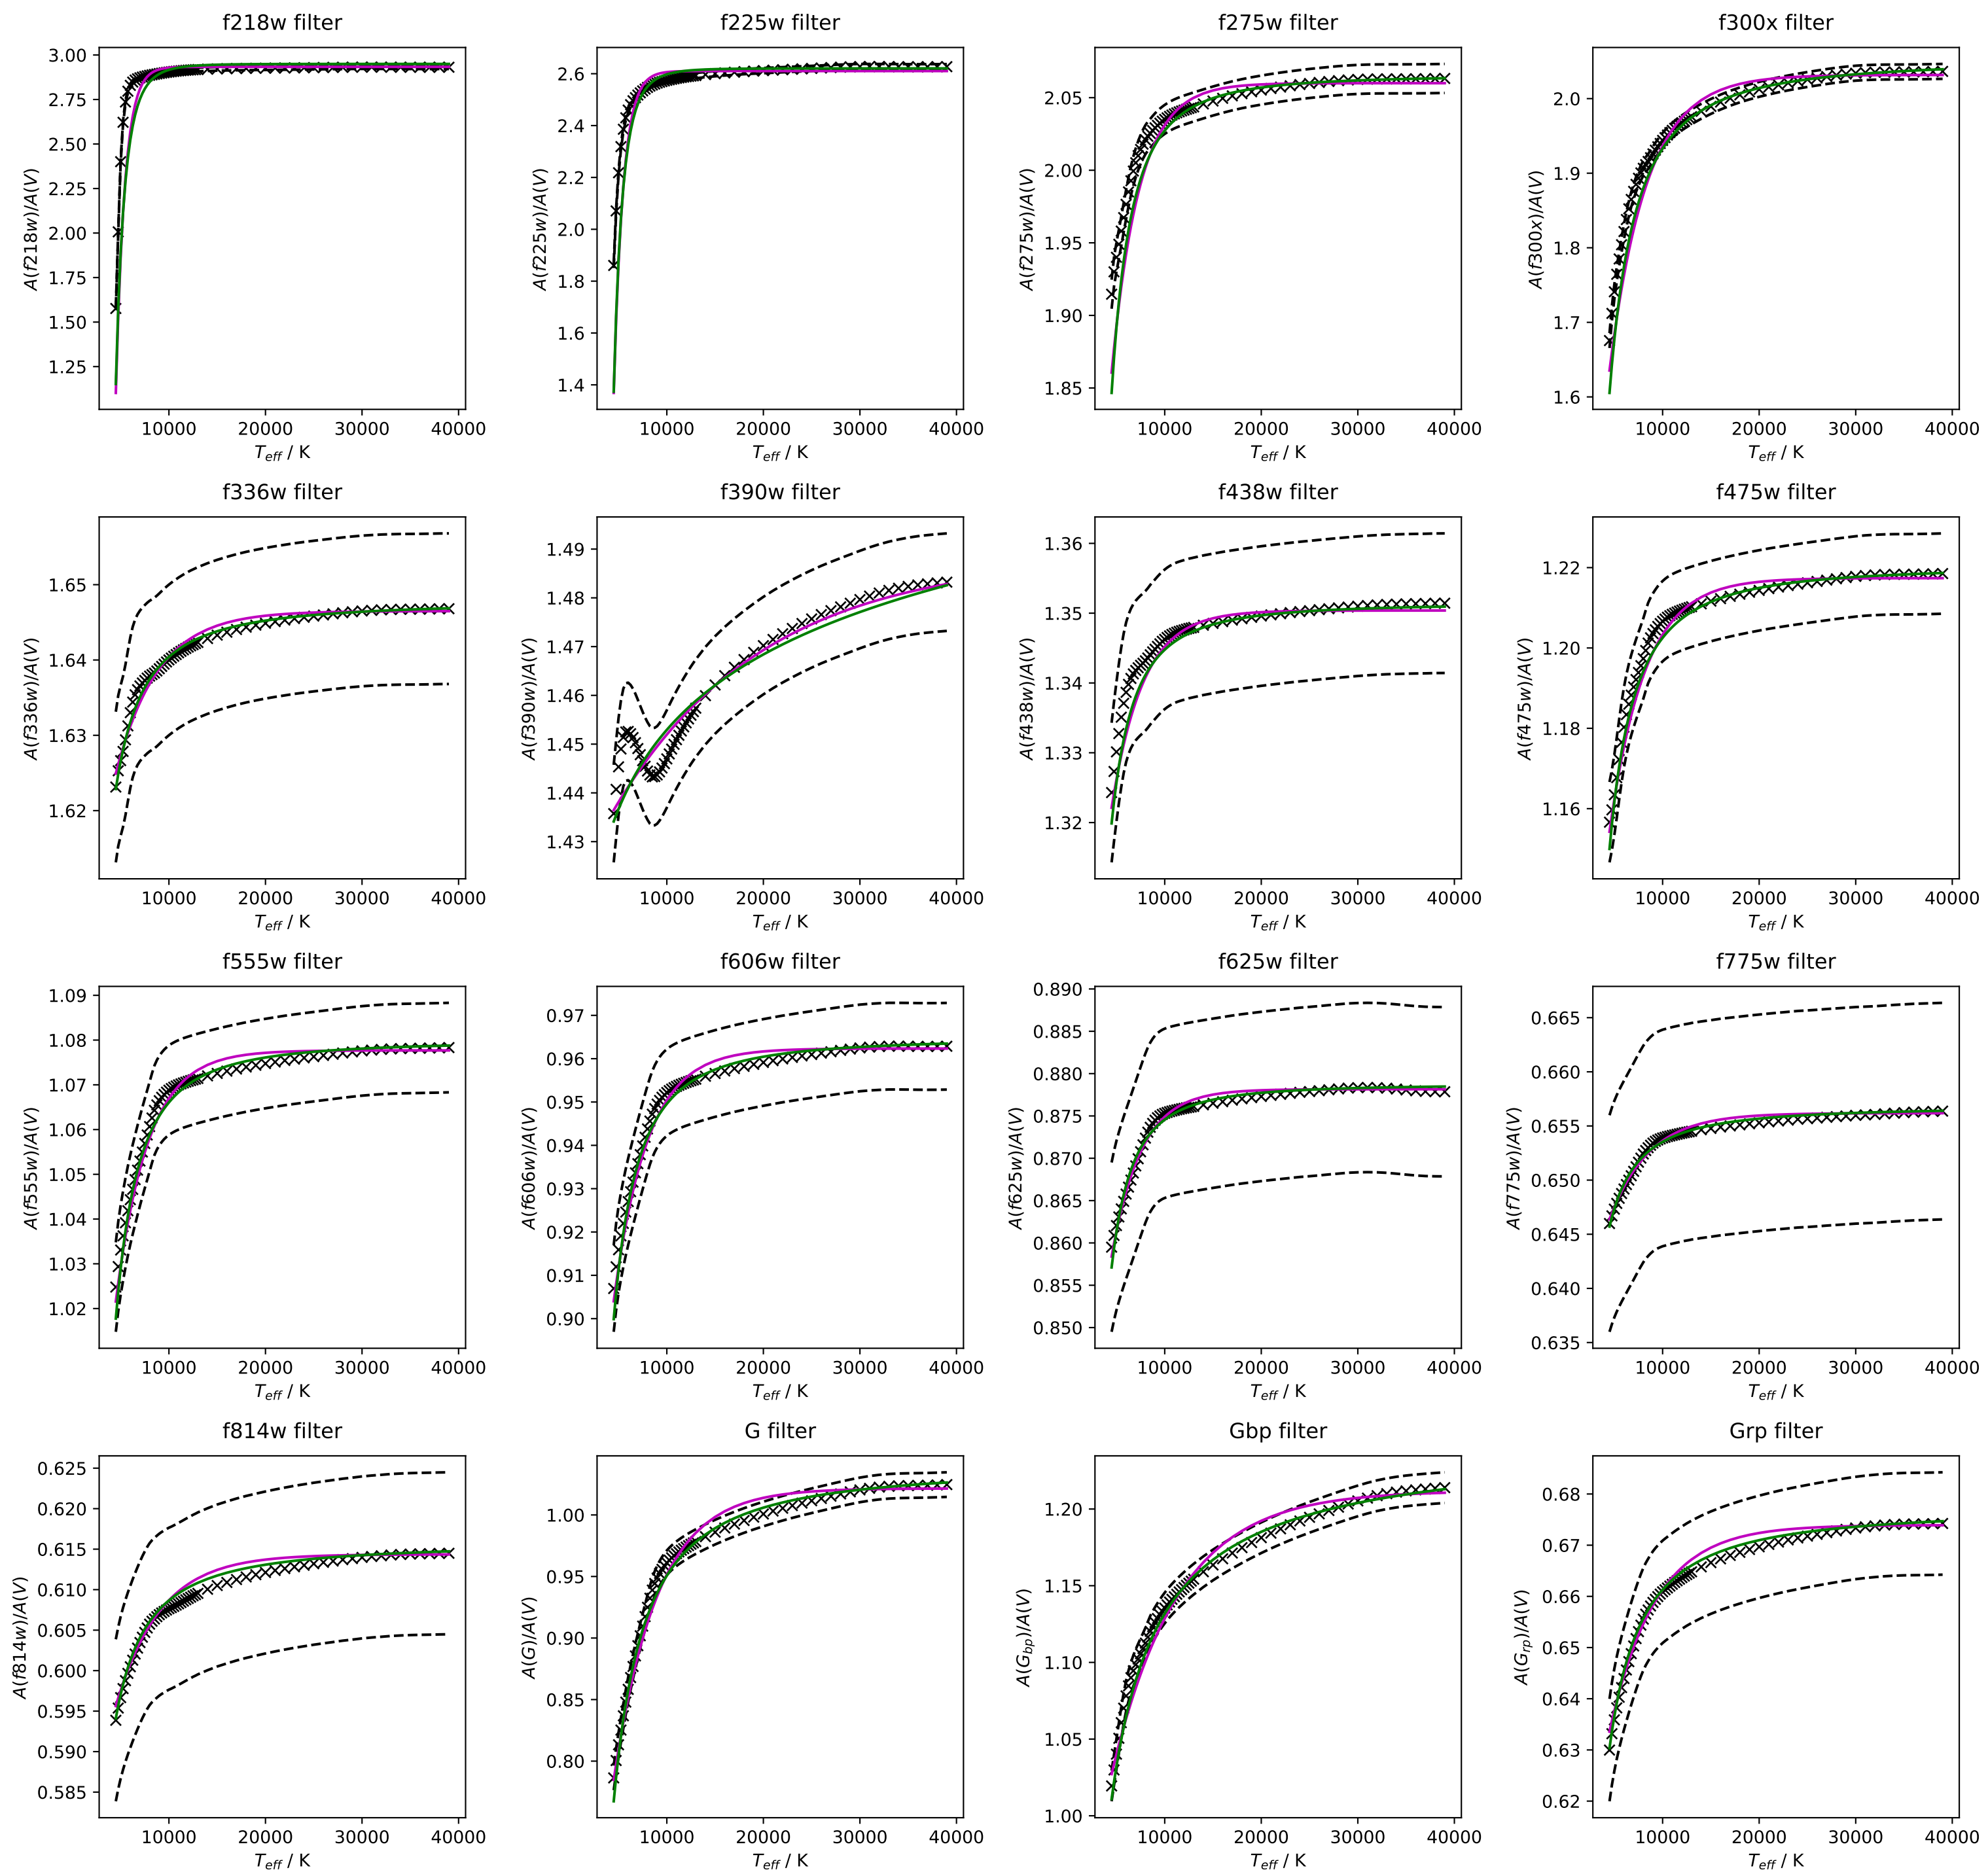 f218w filter
f225w filter
f275w filter
f300x filter
A(f218w)/A(V)
3.00
2.75
2.50
2.25
2.00
1.75
1.50
1.25
10000 20000 30000 40000
T_eff / K
A(f225w)/A(V)
2.6
2.4
2.2
2.0
1.8
1.6
1.4
10000 20000 30000 40000
T_eff / K
A(f275w)/A(V)
2.05
2.00
1.95
1.90
1.85
10000 20000 30000 40000
T_eff / K
A(f300x)/A(V)
2.0
1.9
1.8
1.7
1.6
10000 20000 30000 40000
T_eff / K
f336w filter
f390w filter
f438w filter
f475w filter
A(f336w)/A(V)
1.65
1.64
1.63
1.62
10000 20000 30000 40000
T_eff / K
A(f390w)/A(V)
1.49
1.48
1.47
1.46
1.45
1.44
1.43
10000 20000 30000 40000
T_eff / K
A(f438w)/A(V)
1.36
1.35
1.34
1.33
1.32
10000 20000 30000 40000
T_eff / K
A(f475w)/A(V)
1.22
1.20
1.18
1.16
10000 20000 30000 40000
T_eff / K
f555w filter
f606w filter
f625w filter
f775w filter
A(f555w)/A(V)
1.09
1.08
1.07
1.06
1.05
1.04
1.03
1.02
10000 20000 30000 40000
T_eff / K
A(f606w)/A(V)
0.97
0.96
0.95
0.94
0.93
0.92
0.91
0.90
10000 20000 30000 40000
T_eff / K
A(f625w)/A(V)
0.890
0.885
0.880
0.875
0.870
0.865
0.860
0.855
0.850
10000 20000 30000 40000
T_eff / K
A(f775w)/A(V)
0.665
0.660
0.655
0.650
0.645
0.640
0.635
10000 20000 30000 40000
T_eff / K
f814w filter
G filter
Gbp filter
Grp filter
A(f814w)/A(V)
0.625
0.620
0.615
0.610
0.605
0.600
0.595
0.590
0.585
10000 20000 30000 40000
T_eff / K
A(G)/A(V)
1.00
0.95
0.90
0.85
0.80
10000 20000 30000 40000
T_eff / K
A(G_bp)/A(V)
1.20
1.15
1.10
1.05
1.00
10000 20000 30000 40000
T_eff / K
A(G_rp)/A(V)
0.68
0.67
0.66
0.65
0.64
0.63
0.62
10000 20000 30000 40000
T_eff / K